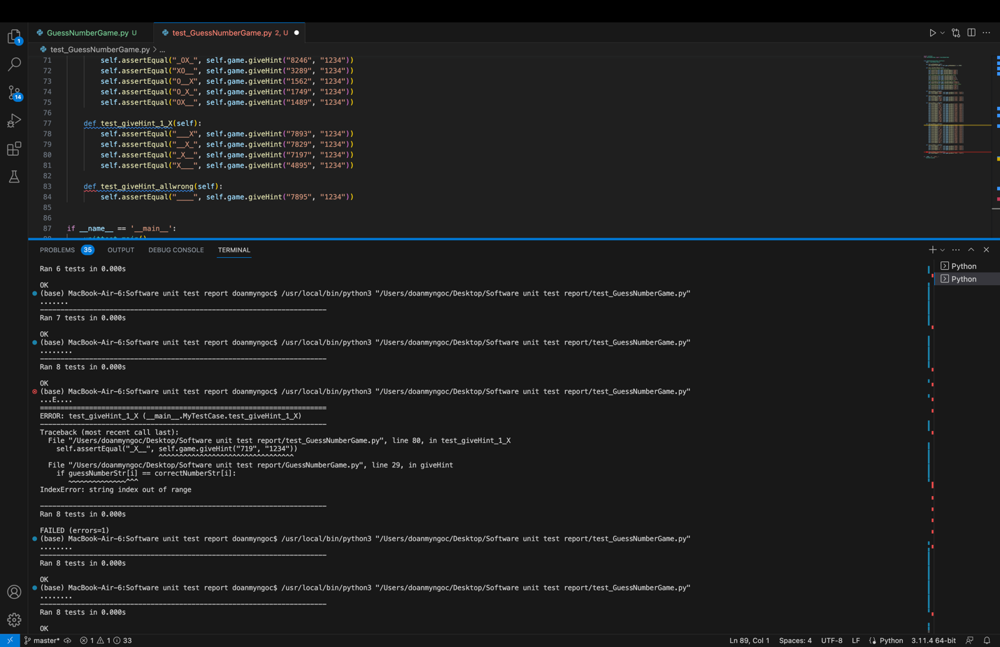 GuessNumberGame.py U
test_GuessNumberGame.py 2, U
test_GuessNumberGame.py > ...
71 self.assertEqual("_OX_", self.game.giveHint("8246", "1234"))
72 self.assertEqual("XO__", self.game.giveHint("3289", "1234"))
73 self.assertEqual("O__X", self.game.giveHint("1562", "1234"))
74 self.assertEqual("O_X_", self.game.giveHint("1749", "1234"))
75 self.assertEqual("OX__", self.game.giveHint("1489", "1234"))
76
77 def test_giveHint_1_X(self):
78 self.assertEqual("___X", self.game.giveHint("7893", "1234"))
79 self.assertEqual("__X_", self.game.giveHint("7829", "1234"))
80 self.assertEqual("_X__", self.game.giveHint("7197", "1234"))
81 self.assertEqual("X___", self.game.giveHint("4895", "1234"))
82
83 def test_giveHint_allwrong(self):
84 self.assertEqual("____", self.game.giveHint("7895", "1234"))
85
86
87 if __name__ == '__main__':
1
14
PROBLEMS 35 OUTPUT DEBUG CONSOLE TERMINAL
Python
Python
Ran 6 tests in 0.000s
OK
(base) MacBook-Air-6:Software unit test report doanmyngoc$ /usr/local/bin/python3 "/Users/doanmyngoc/Desktop/Software unit test report/test_GuessNumberGame.py"
.......
----------------------------------------------------------------------
Ran 7 tests in 0.000s
OK
(base) MacBook-Air-6:Software unit test report doanmyngoc$ /usr/local/bin/python3 "/Users/doanmyngoc/Desktop/Software unit test report/test_GuessNumberGame.py"
........
----------------------------------------------------------------------
Ran 8 tests in 0.000s
OK
(base) MacBook-Air-6:Software unit test report doanmyngoc$ /usr/local/bin/python3 "/Users/doanmyngoc/Desktop/Software unit test report/test_GuessNumberGame.py"
...E....
======================================================================
ERROR: test_giveHint_1_X (__main__.MyTestCase.test_giveHint_1_X)
----------------------------------------------------------------------
Traceback (most recent call last):
File "/Users/doanmyngoc/Desktop/Software unit test report/test_GuessNumberGame.py", line 80, in test_giveHint_1_X
self.assertEqual("_X__", self.game.giveHint("719", "1234"))
^^^^^^^^^^^^^^^^^^^^^^^^^^^^^^^^^
File "/Users/doanmyngoc/Desktop/Software unit test report/GuessNumberGame.py", line 29, in giveHint
if guessNumberStr[i] == correctNumberStr[i]:
~~~~~~~~~~~~~~^^^
IndexError: string index out of range
----------------------------------------------------------------------
Ran 8 tests in 0.000s
FAILED (errors=1)
(base) MacBook-Air-6:Software unit test report doanmyngoc$ /usr/local/bin/python3 "/Users/doanmyngoc/Desktop/Software unit test report/test_GuessNumberGame.py"
........
----------------------------------------------------------------------
Ran 8 tests in 0.000s
OK
(base) MacBook-Air-6:Software unit test report doanmyngoc$ /usr/local/bin/python3 "/Users/doanmyngoc/Desktop/Software unit test report/test_GuessNumberGame.py"
........
----------------------------------------------------------------------
Ran 8 tests in 0.000s
OK
master* 1 1 33 Ln 89, Col 1 Spaces: 4 UTF-8 LF Python 3.11.4 64-bit